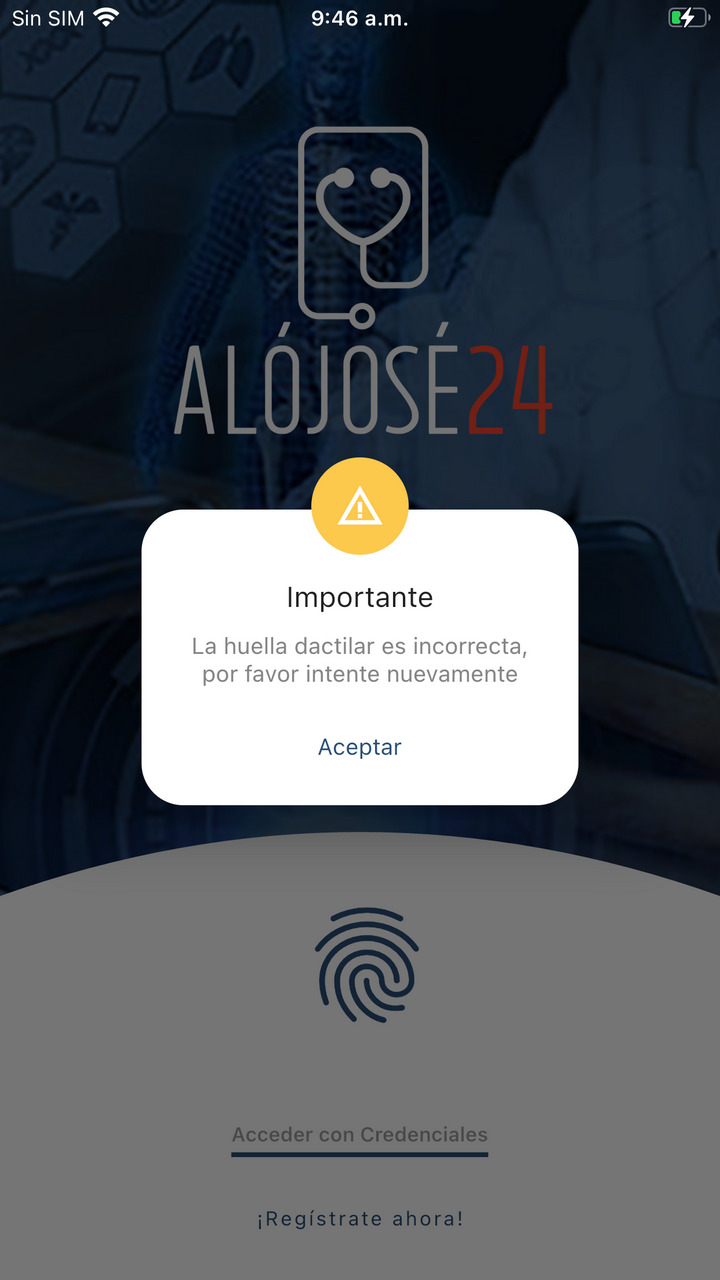 Sin SIM
9:46 a.m.
ALÓJOSÉ24
Importante
La huella dactilar es incorrecta,
por favor intente nuevamente
Aceptar
Acceder con Credenciales
¡Regístrate ahora!